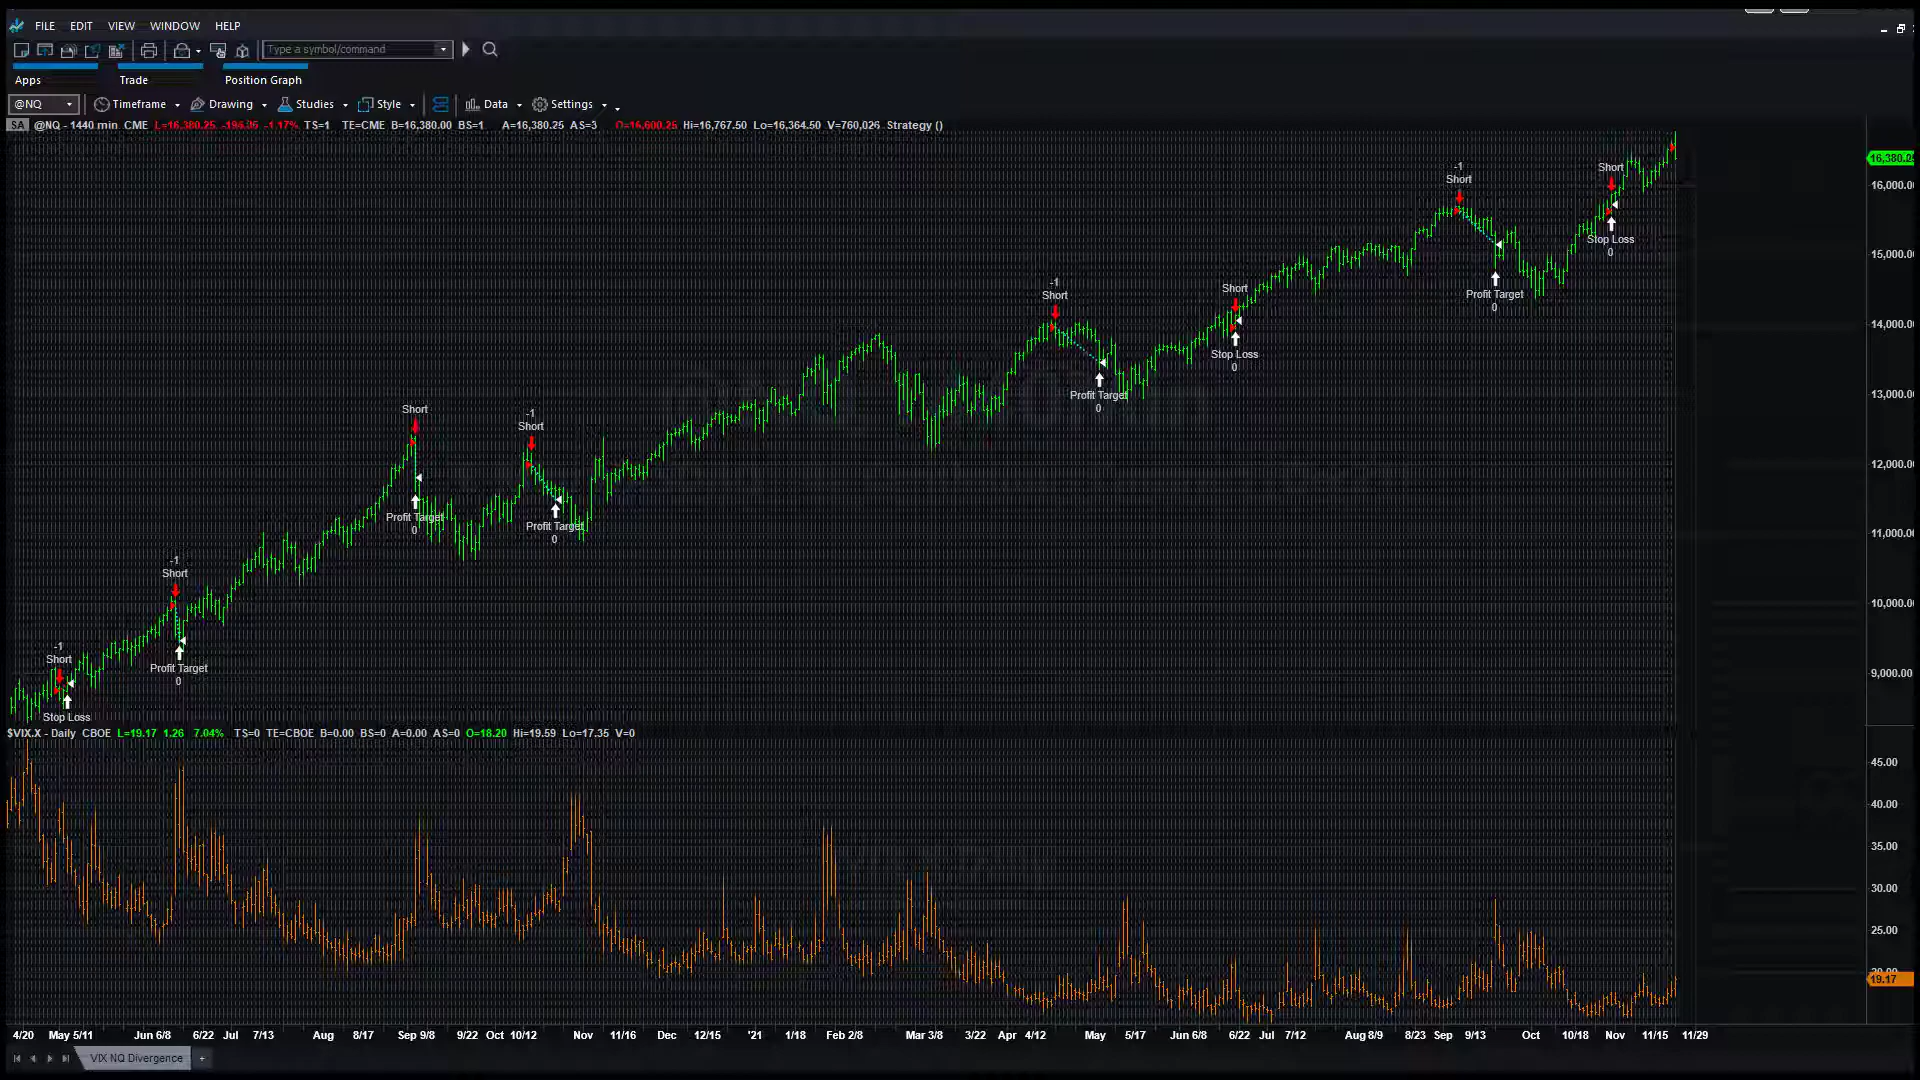 FILE EDIT VIEW WINDOW HELP
Type a symbol/command
Apps Trade Position Graph
@NQ Timeframe Drawing Studies Style Data Settings
SA @NQ - 1440 min CME L=16,380.25 -1.17% TS=1 TE=CME B=16,380.00 BS=1 A=16,380.25 AS=3 O=16,600.25 Hi=16,767.50 Lo=16,364.50 V=760,026 Strategy ()
16,380.25
-1
Short
Short
16,000.0
Stop Loss
0
15,000.0
-1
Short
Profit Target
0
Short
14,000.0
Stop Loss
0
13,000.0
Profit Target
0
Short
-1
Short
12,000.0
Profit Target
0
Profit Target
0
11,000.0
-1
Short
10,000.0
-1
Short
Profit Target
0
9,000.00
Stop Loss
$VIX.X - Daily CBOE L=19.17 1.26 7.04% TS=0 TE=CBOE B=0.00 BS=0 A=0.00 AS=0 O=18.20 Hi=19.59 Lo=17.35 V=0
45.00
40.00
35.00
30.00
25.00
20.00
19.17
4/20 May 5/11 Jun 6/8 6/22 Jul 7/13 Aug 8/17 Sep 9/8 9/22 Oct 10/12 Nov 11/16 Dec 12/15 '21 1/18 Feb 2/8 Mar 3/8 3/22 Apr 4/12 May 5/17 Jun 6/8 6/22 Jul 7/12 Aug 8/9 8/23 Sep 9/13 Oct 10/18 Nov 11/15 11/29
VIX NQ Divergence +